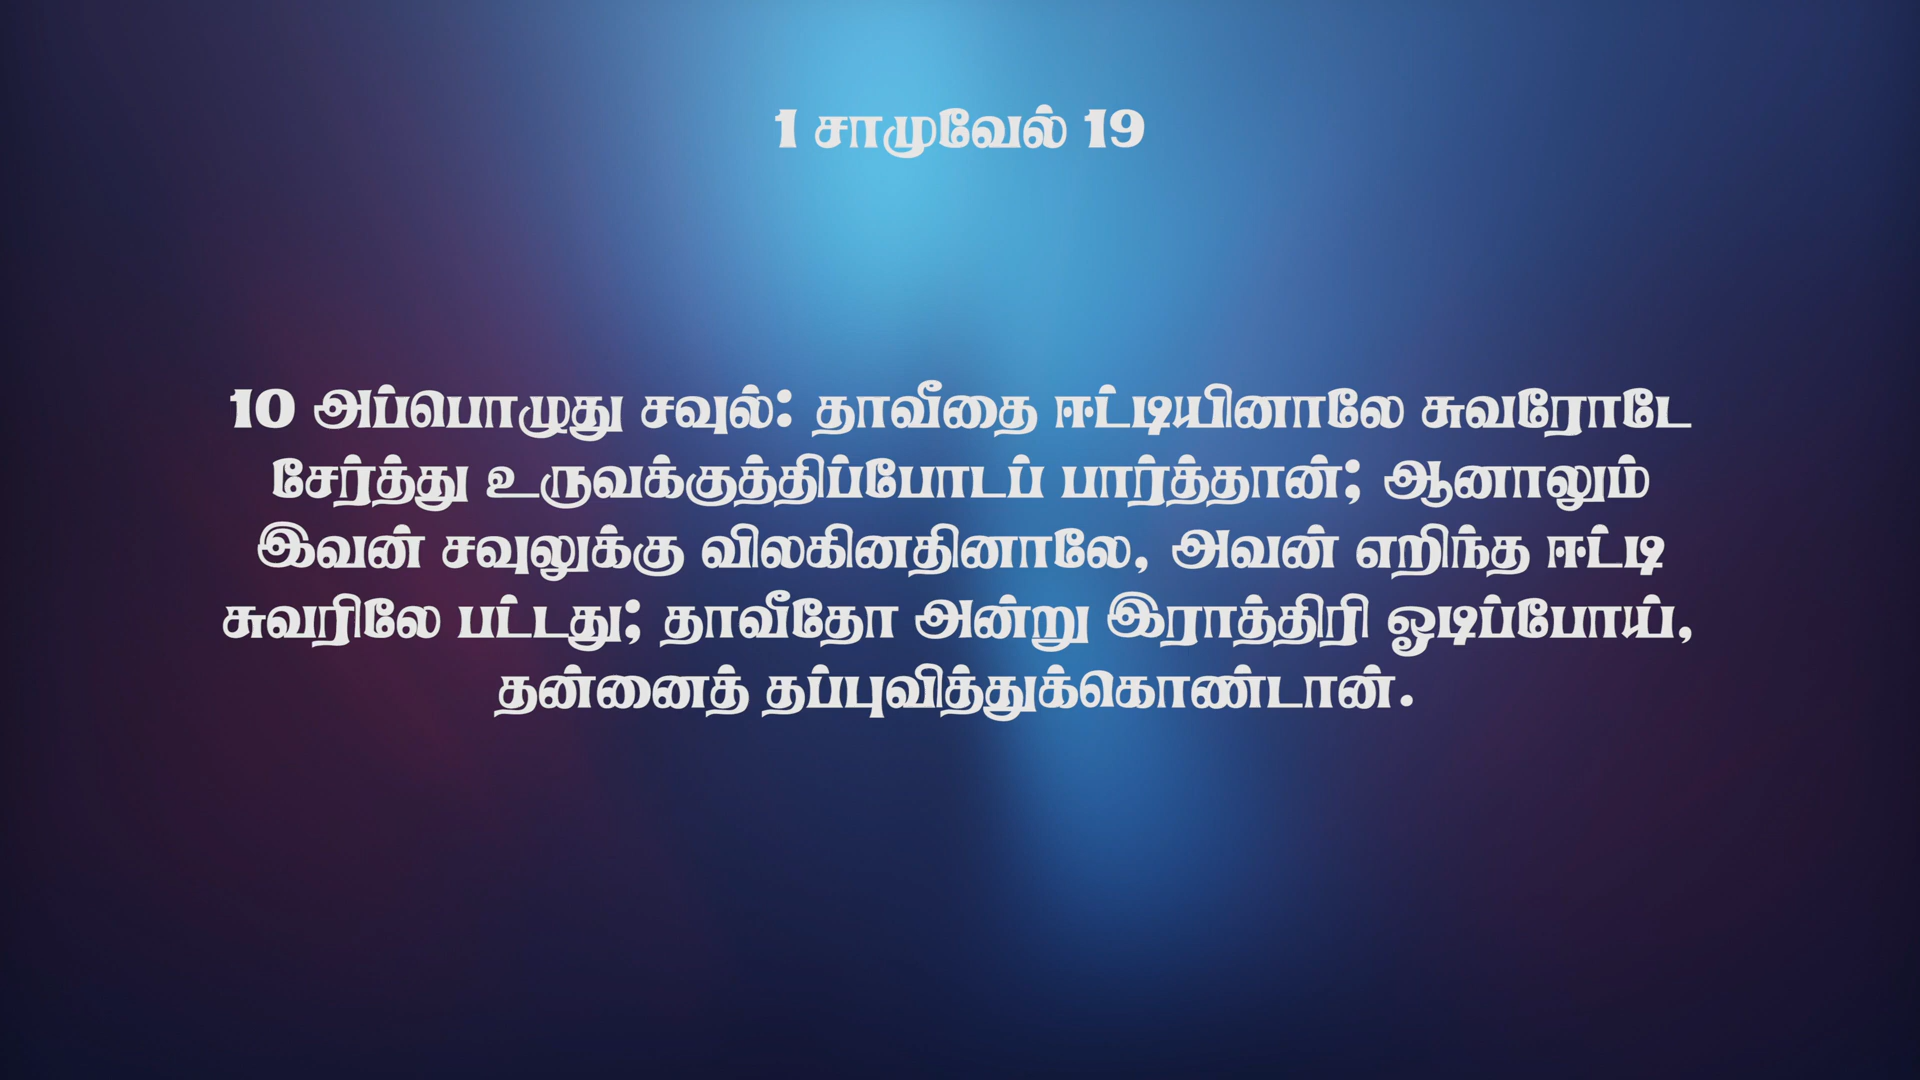 1 சாமுவேல் 19
10 அப்பொழுது சவுல்: தாவீதை ஈட்டியினாலே சுவரோடே
சேர்த்து உருவக்குத்திப்போடப் பார்த்தான்; ஆனாலும்
இவன் சவுலுக்கு விலகினதினாலே, அவன் எறிந்த ஈட்டி
சுவரிலே பட்டது; தாவீதோ அன்று இராத்திரி ஓடிப்போய்,
தன்னைத் தப்புவித்துக்கொண்டான்.